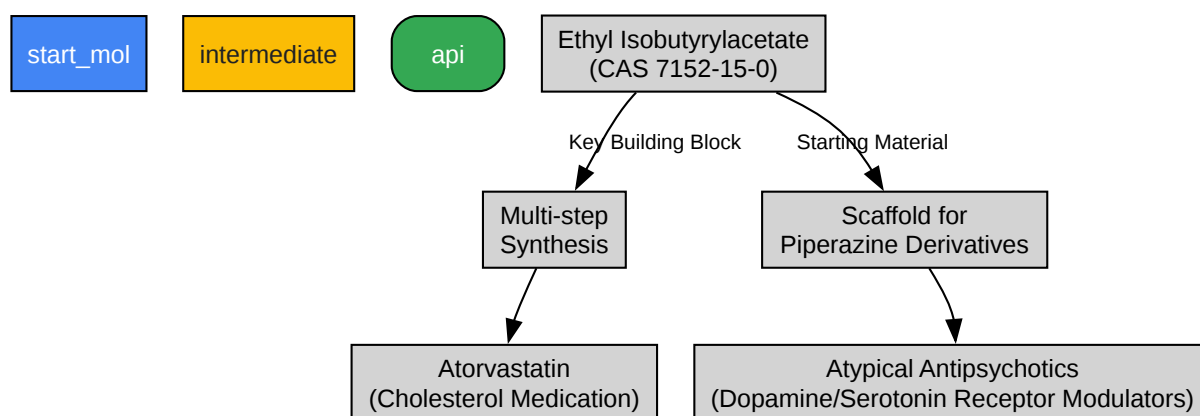 start_mol
intermediate
api
Ethyl Isobutyrylacetate
(CAS 7152-15-0)
Key Building Block
Starting Material
Multi-step
Synthesis
Scaffold for
Piperazine Derivatives
Atorvastatin
(Cholesterol Medication)
Atypical Antipsychotics
(Dopamine/Serotonin Receptor Modulators)